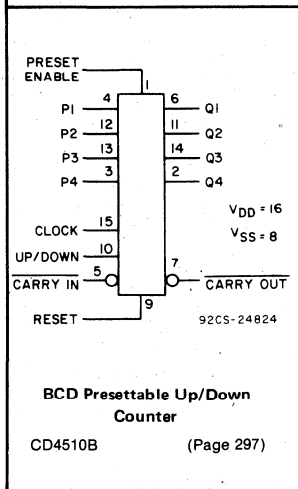 PRESET
ENABLE
1
4
P1
6
Q1
12
P2
11
Q2
13
P3
14
Q3
3
P4
2
Q4
VDD = 16
15
CLOCK
VSS = 8
10
UP/DOWN
5
7
CARRY IN
CARRY OUT
9
RESET
92CS-24824
BCD Presettable Up/Down
Counter
CD4510B (Page 297)